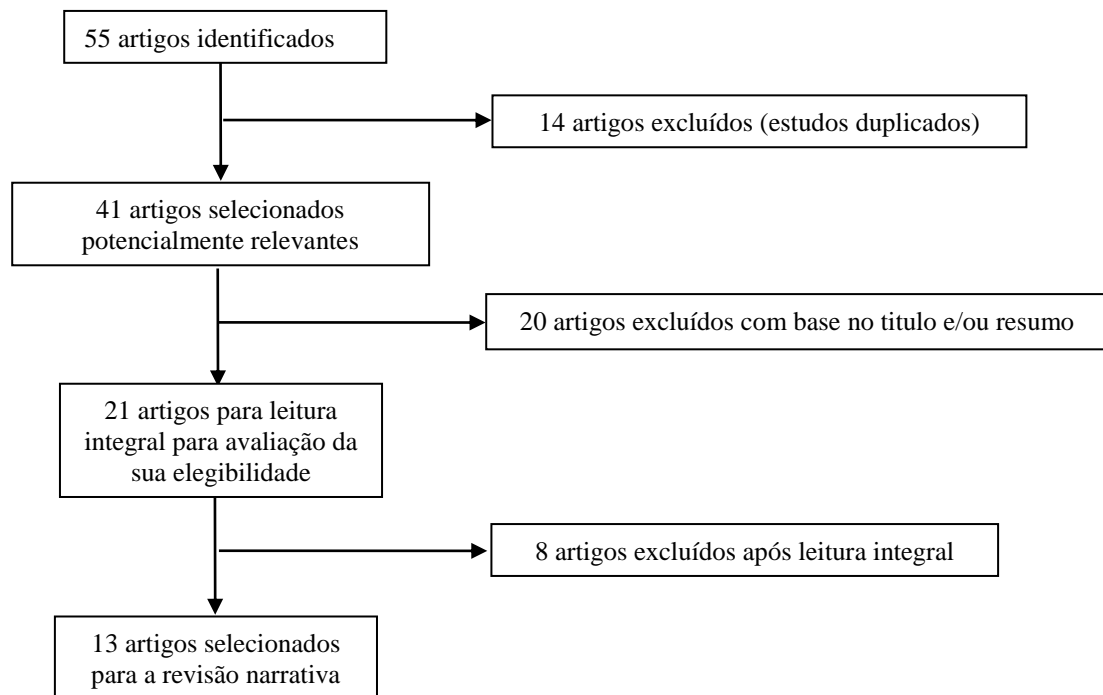 55 artigos identificados
14 artigos excluídos (estudos duplicados)
41 artigos selecionados
potencialmente relevantes
20 artigos excluídos com base no titulo e/ou resumo
21 artigos para leitura
integral para avaliação da
sua elegibilidade
8 artigos excluídos após leitura integral
13 artigos selecionados
para a revisão narrativa